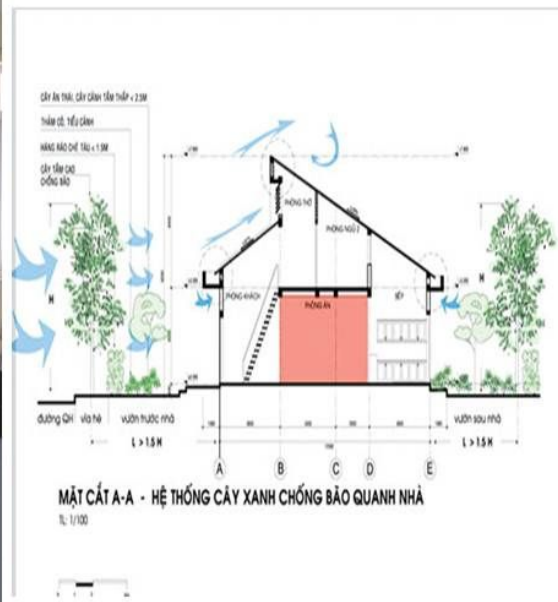 CÂY ĂN TRÁI, CÂY CẢNH TẦM THẤP < 2.5M
THẢM CỎ, TIỂU CẢNH
HÀNG RÀO CHÈ TÀU < 1.5M
CÂY TẦM CAO
CHỐNG BÃO
PHÒNG THỜ
PHÒNG NGỦ 2
PHÒNG KHÁCH
PHÒNG ĂN
BẾP
H
H
đường QH
vỉa hè
vườn trước nhà
vườn sau nhà
L > 1.5 H
L > 1.5 H
A
B
C
D
E
MẶT CẮT A-A - HỆ THỐNG CÂY XANH CHỐNG BÃO QUANH NHÀ
TL: 1/100